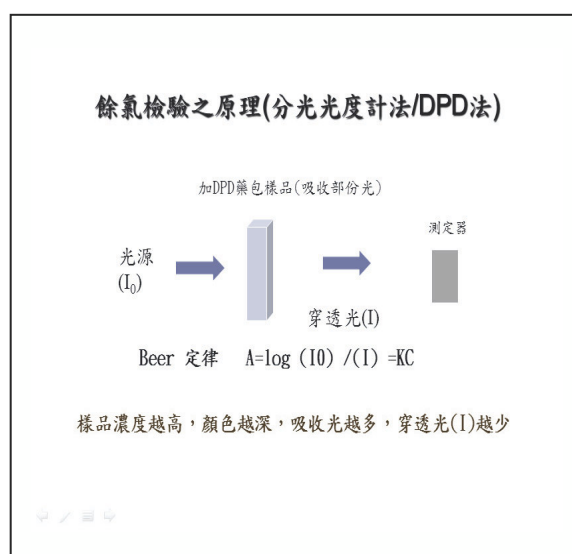 餘氯檢驗之原理(分光光度計法/DPD法)
加DPD藥包樣品(吸收部份光)
測定器
光源
(I₀)
穿透光(I)
Beer 定律 A=log (I0) /(I) =KC
樣品濃度越高，顏色越深，吸收光越多，穿透光(I)越少